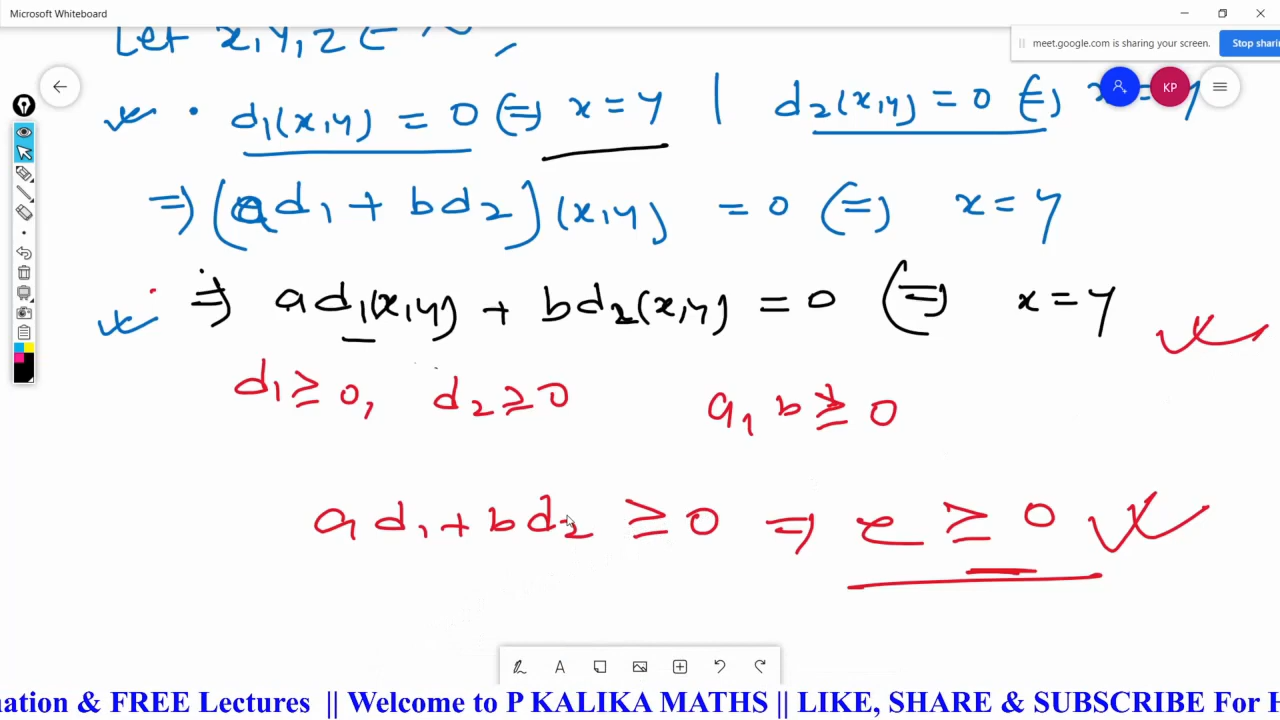 Microsoft Whiteboard
Let x, y, z ∈
meet.google.com is sharing your screen. Stop sharin
KP
• d1(x,y) = 0 (=) x = y | d2(x,y) = 0 (=) x = y
=) (ad1 + bd2)(x,y) = 0 (=) x = y
=) ad1(x,y) + bd2(x,y) = 0 (=) x = y
d1 ≥ 0, d2 ≥ 0 a, b ≥ 0
ad1 + bd2 ≥ 0 =) e ≥ 0
nation & FREE Lectures || Welcome to P KALIKA MATHS || LIKE, SHARE & SUBSCRIBE For